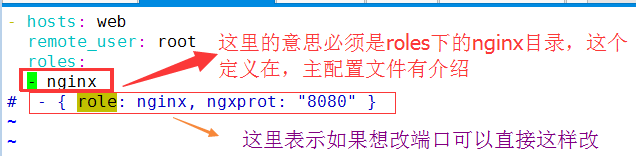 - hosts: web
remote_user: root
roles:
- nginx
# - { role: nginx, ngxprot: "8080" }
~
~
这里的意思必须是roles下的nginx目录，这个
定义在，主配置文件有介绍
这里表示如果想改端口可以直接这样改